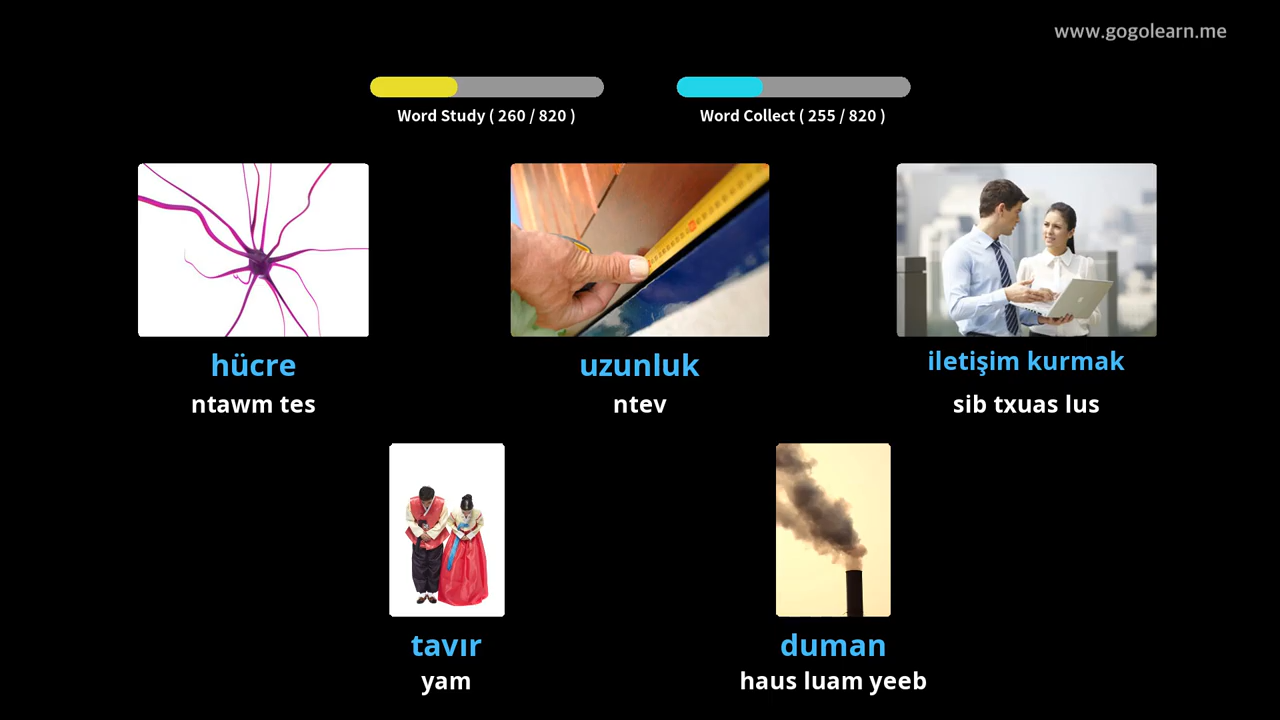 www.gogolearn.me
Word Study ( 260 / 820 )
Word Collect ( 255 / 820 )
hücre
ntawm tes
uzunluk
ntev
iletişim kurmak
sib txuas lus
tavır
yam
duman
haus luam yeeb